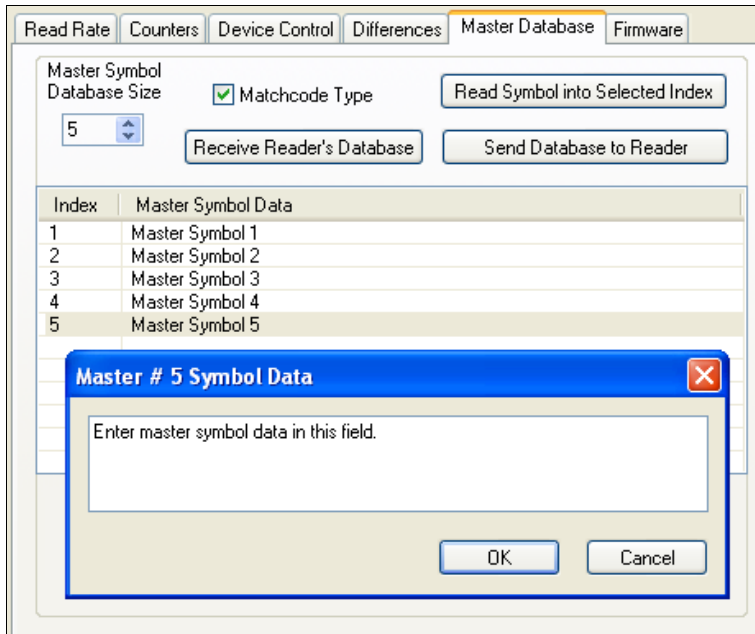 Read Rate Counters Device Control Differences Master Database Firmware
Master Symbol
Database Size
Matchcode Type
Read Symbol into Selected Index
5
Receive Reader's Database
Send Database to Reader
Index Master Symbol Data
1 Master Symbol 1
2 Master Symbol 2
3 Master Symbol 3
4 Master Symbol 4
5 Master Symbol 5
Master # 5 Symbol Data
Enter master symbol data in this field.
OK Cancel